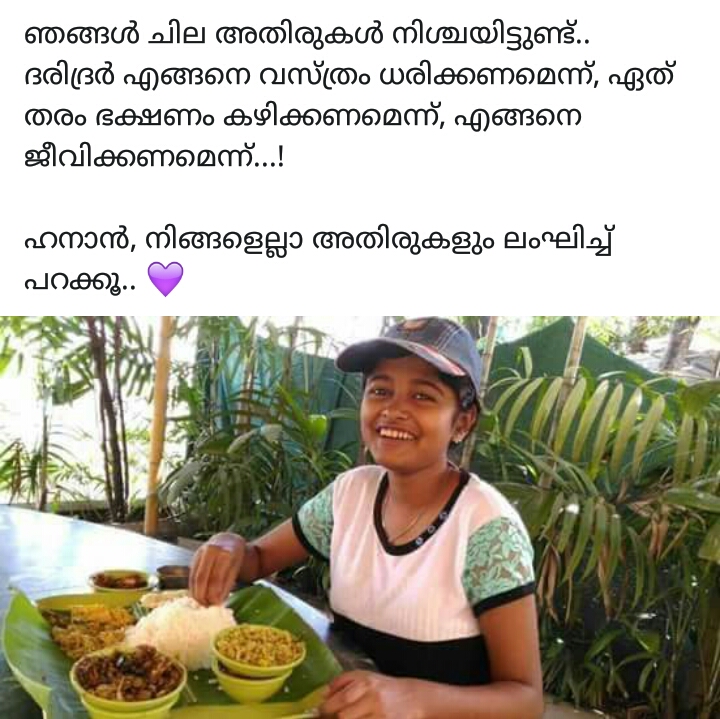 ഞങ്ങൾ ചില അതിരുകൾ നിശ്ചയിട്ടുണ്ട്..
ദരിദ്രർ എങ്ങനെ വസ്ത്രം ധരിക്കണമെന്ന്, ഏത്
തരം ഭക്ഷണം കഴിക്കണമെന്ന്, എങ്ങനെ
ജീവിക്കണമെന്ന്...!
ഹനാൻ, നിങ്ങളെല്ലാ അതിരുകളും ലംഘിച്ച്
പറക്കൂ.. 💜